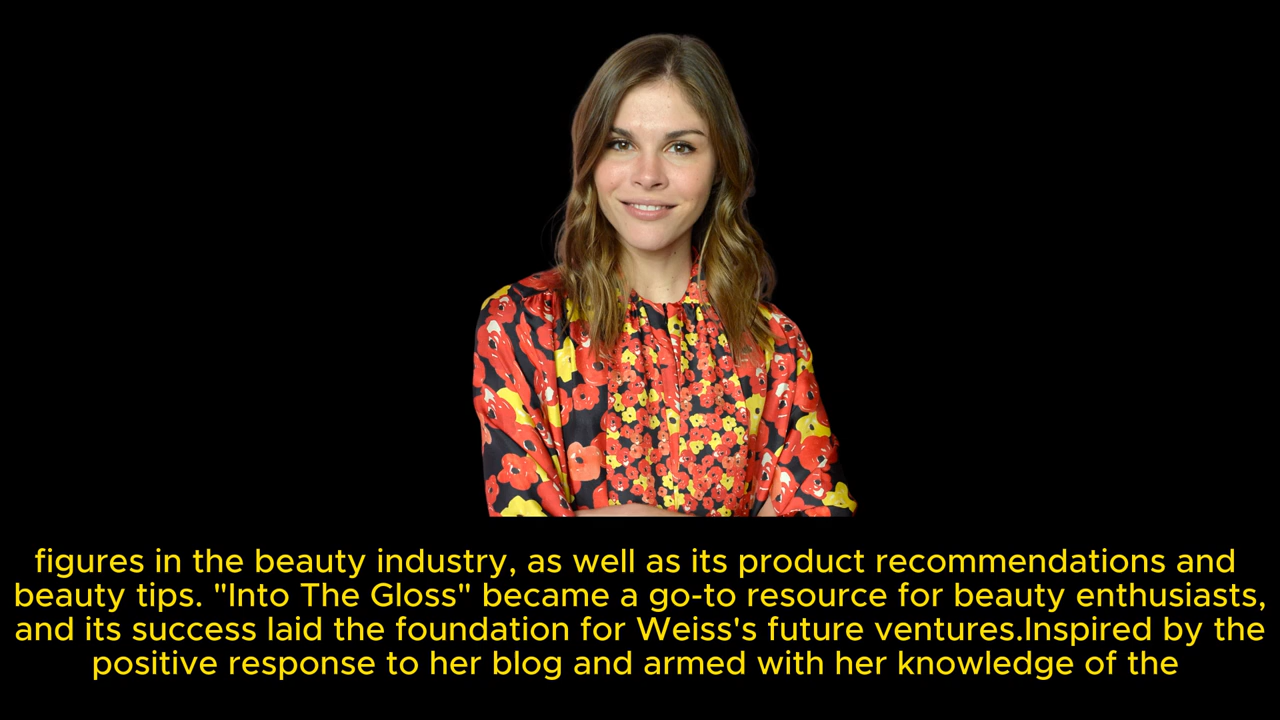 figures in the beauty industry, as well as its product recommendations and
beauty tips. "Into The Gloss" became a go-to resource for beauty enthusiasts,
and its success laid the foundation for Weiss's future ventures.Inspired by the
positive response to her blog and armed with her knowledge of the